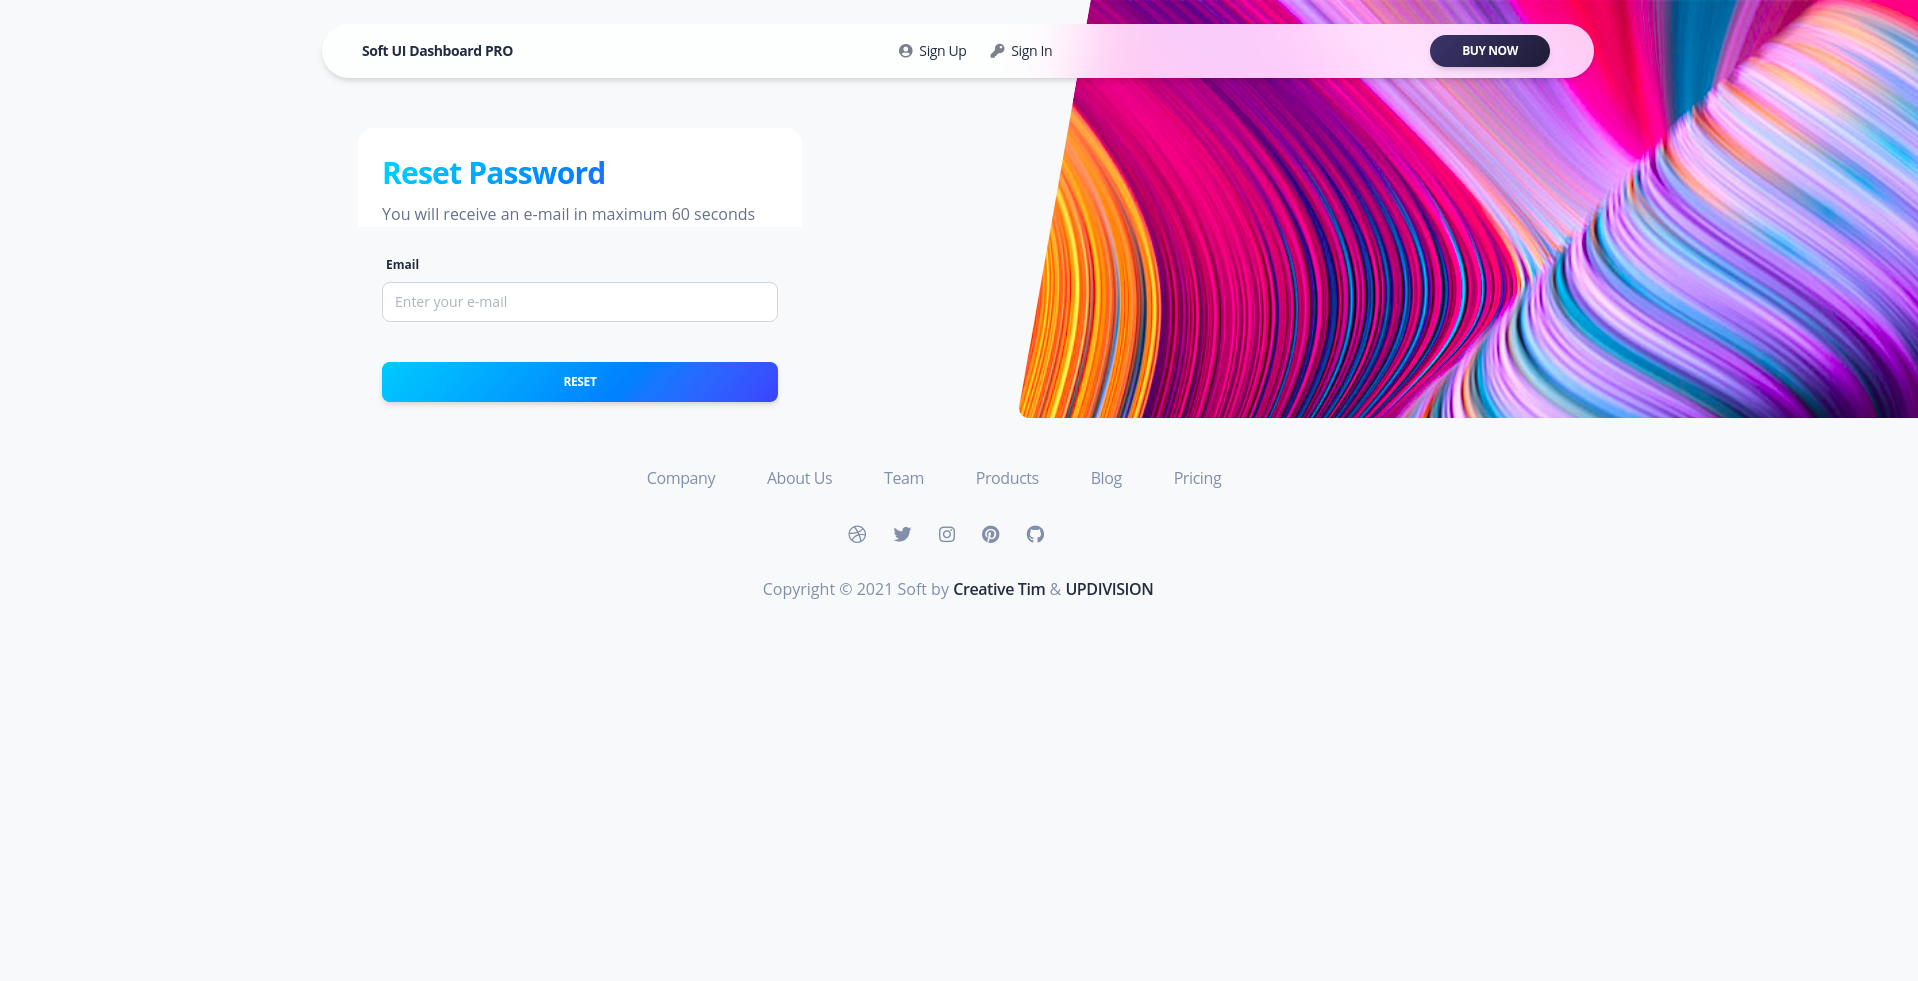 Soft UI Dashboard PRO
Sign Up
Sign In
BUY NOW
Reset Password
You will receive an e-mail in maximum 60 seconds
Email
Enter your e-mail
RESET
Company
About Us
Team
Products
Blog
Pricing
Copyright © 2021 Soft by Creative Tim & UPDIVISION